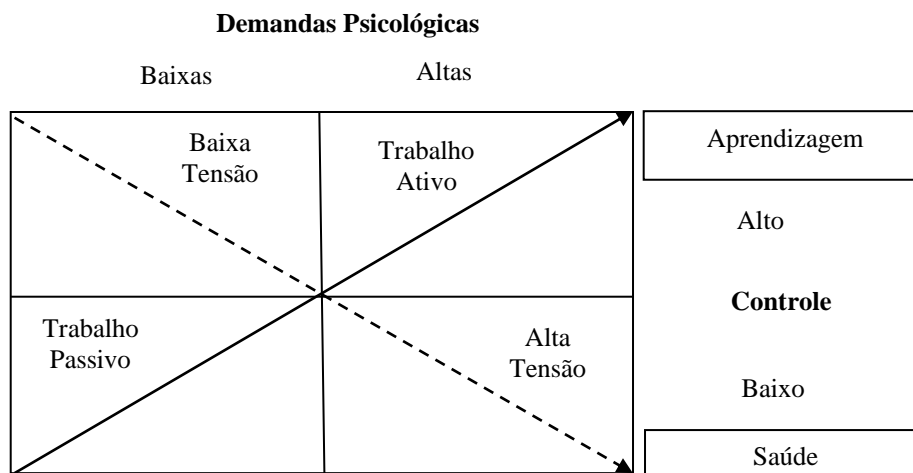 Demandas Psicológicas
Baixas
Altas
Baixa
Tensão
Trabalho
Ativo
Aprendizagem
Alto
Controle
Trabalho
Passivo
Alta
Tensão
Baixo
Saúde